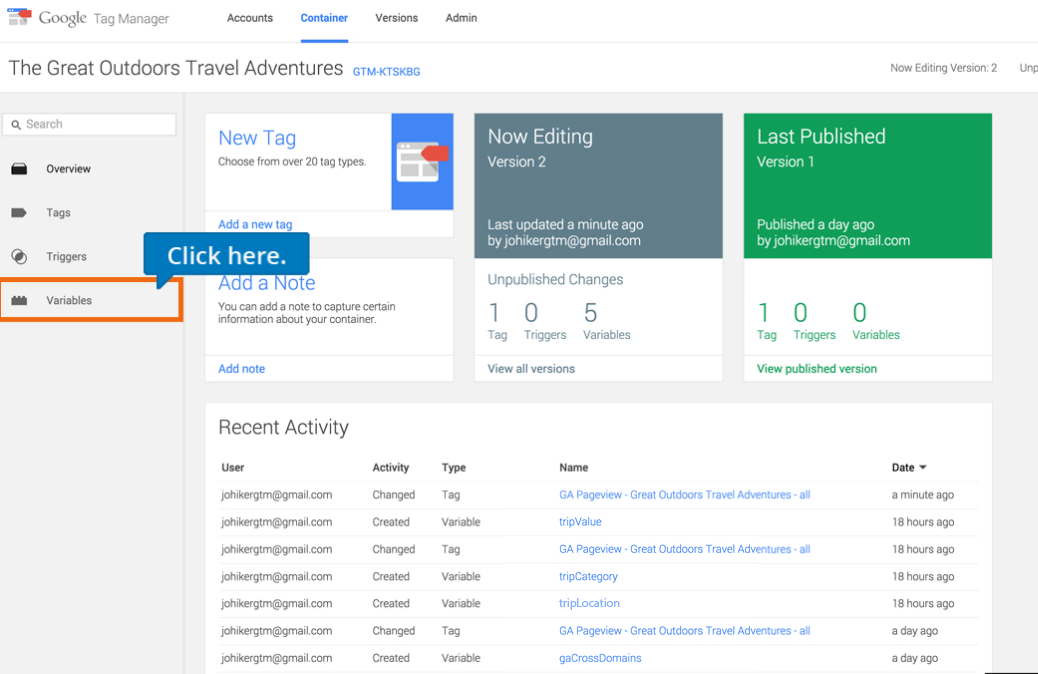 Google Tag Manager
Accounts Container Versions Admin
The Great Outdoors Travel Adventures GTM-KTSKBG
Now Editing Version: 2
Search
Overview
Tags
Triggers
Variables
Click here.
New Tag
Choose from over 20 tag types.
Add a new tag
Add a Note
You can add a note to capture certain
information about your container.
Add note
Now Editing
Version 2
Last updated a minute ago
by johikergtm@gmail.com
Unpublished Changes
1 0 5
Tag Triggers Variables
View all versions
Last Published
Version 1
Published a day ago
by johikergtm@gmail.com
1 0 0
Tag Triggers Variables
View published version
Recent Activity
User Activity Type Name Date
johikergtm@gmail.com Changed Tag GA Pageview - Great Outdoors Travel Adventures - all a minute ago
johikergtm@gmail.com Created Variable tripValue 18 hours ago
johikergtm@gmail.com Changed Tag GA Pageview - Great Outdoors Travel Adventures - all 18 hours ago
johikergtm@gmail.com Created Variable tripCategory 18 hours ago
johikergtm@gmail.com Created Variable tripLocation 18 hours ago
johikergtm@gmail.com Changed Tag GA Pageview - Great Outdoors Travel Adventures - all a day ago
johikergtm@gmail.com Created Variable gaCrossDomains a day ago